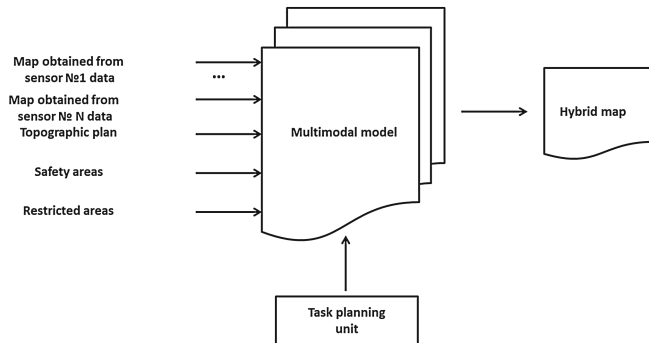 Map obtained from
sensor №1 data
...
Map obtained from
sensor № N data
Topographic plan
Safety areas
Restricted areas
Multimodal model
Hybrid map
Task planning
unit